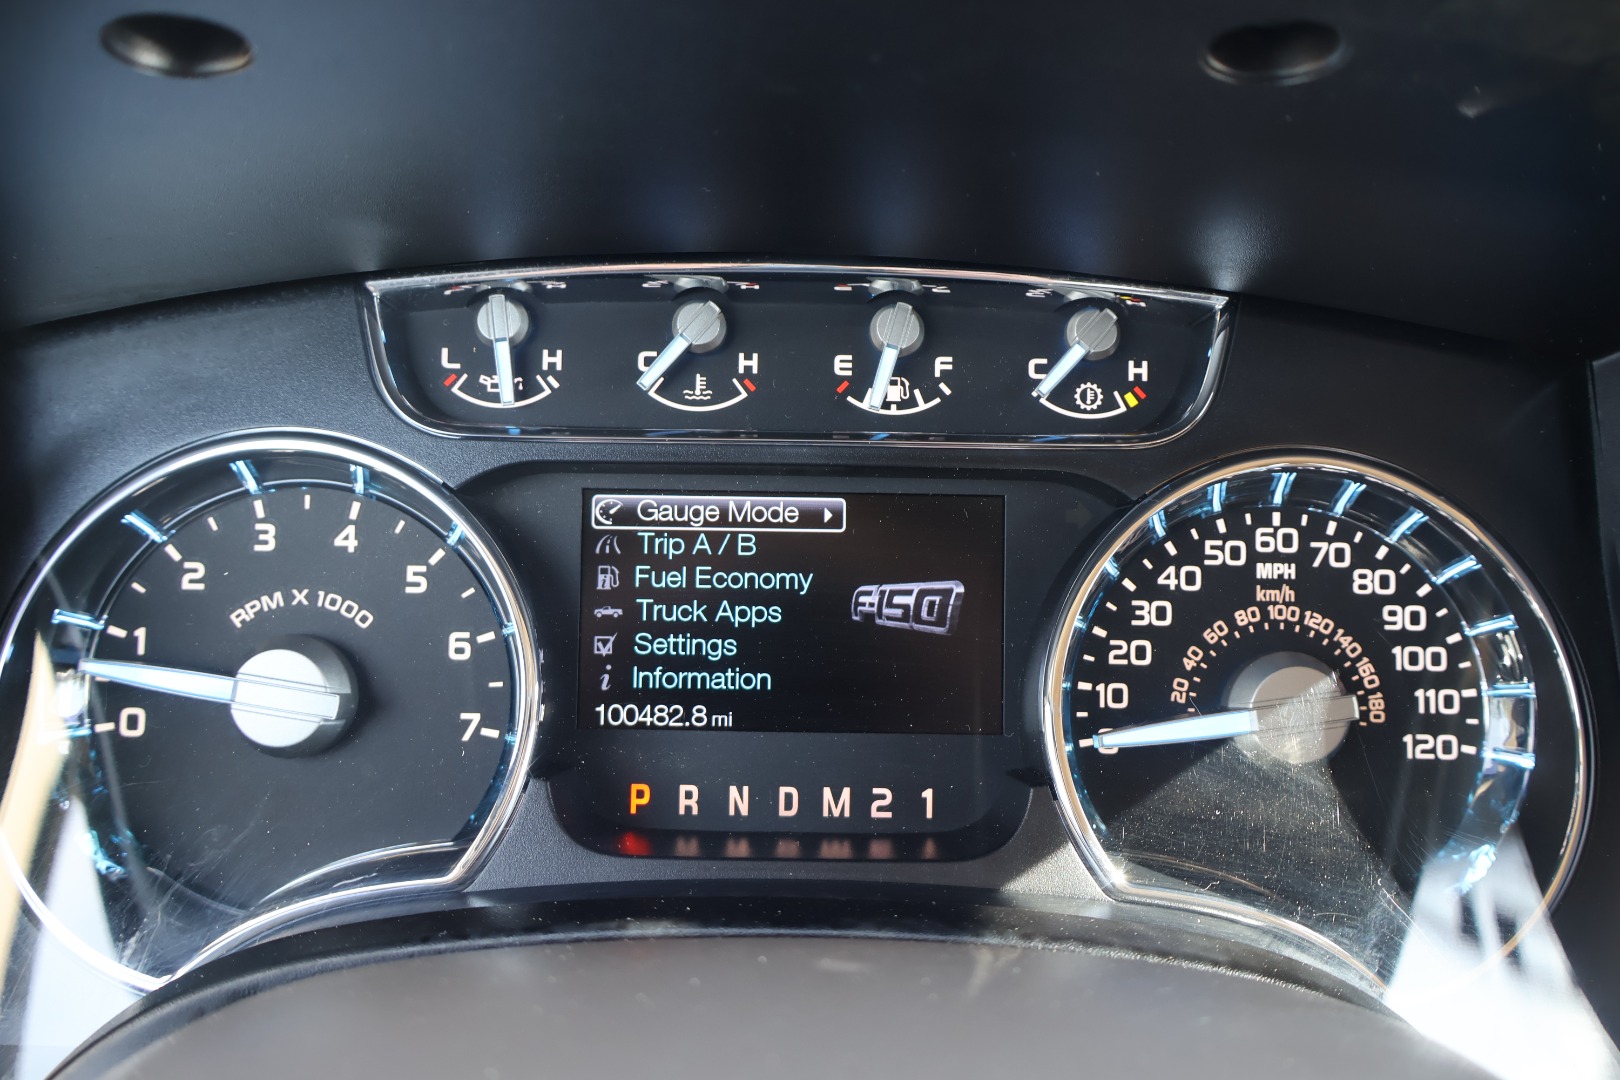 L H
C H
E F
C H
0 1 2 3 4 5 6 7
RPM X 1000
Gauge Mode
Trip A / B
Fuel Economy
Truck Apps
Settings
Information
100482.8 mi
F-150
P R N D M 2 1
0 10 20 30 40 50 60 70 80 90 100 110 120
MPH
km/h
20 40 60 80 100 120 140 160 180